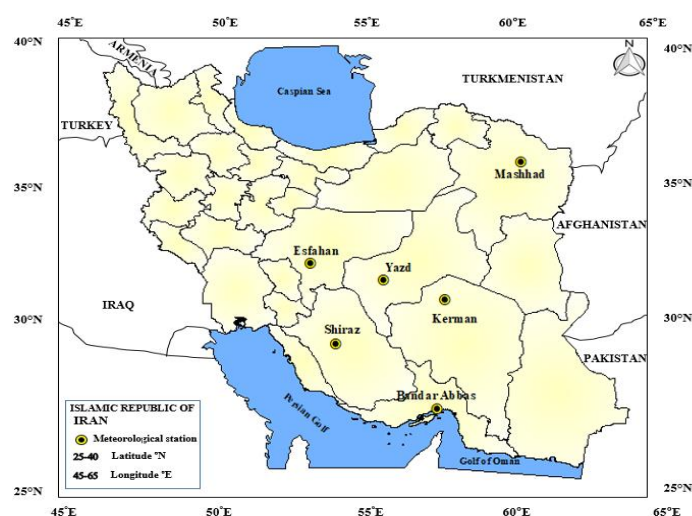 45°E 50°E 55°E 60°E 65°E
40°N 40°N
N
ARMENIA
Caspian Sea
TURKMENISTAN
TURKEY
Mashhad
35°N 35°N
AFGHANISTAN
Esfahan
Yazd
IRAQ
Kerman
30°N 30°N
Shiraz
PAKISTAN
Bandar Abbas
Persian Golf
ISLAMIC REPUBLIC OF
IRAN
Meteorological station
25-40 Latitude °N
45-65 Longitude °E
Golf of Oman
25°N 25°N
45°E 50°E 55°E 60°E 65°E